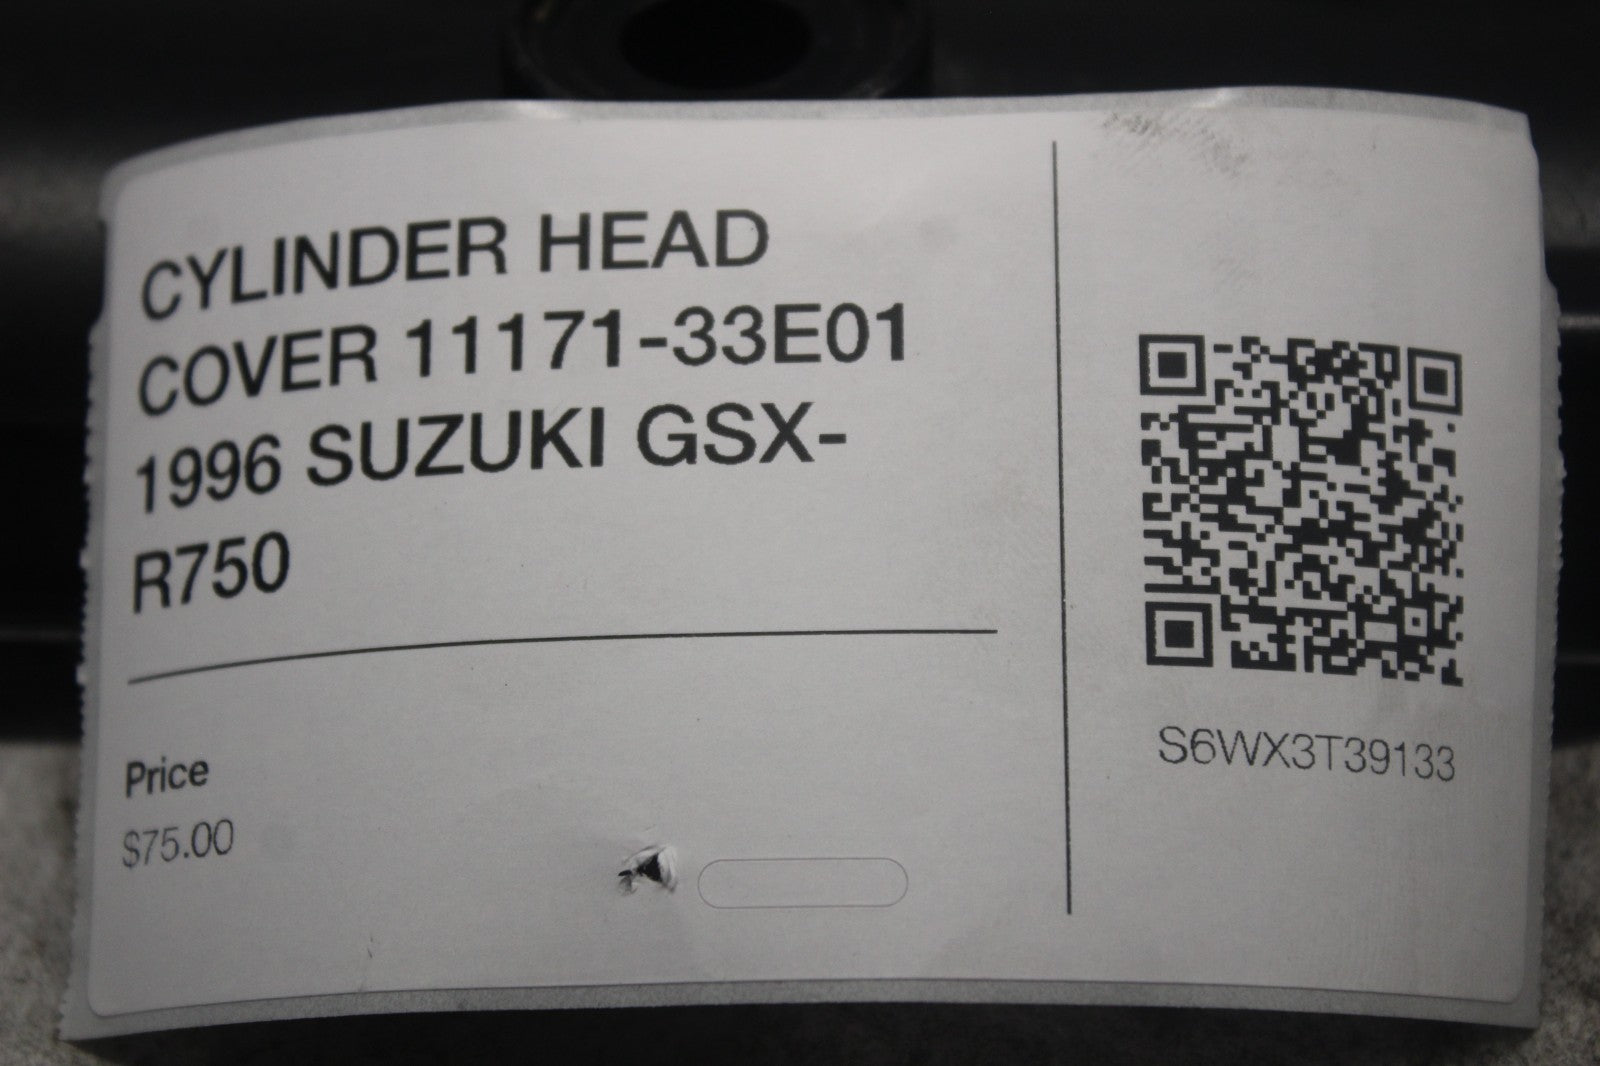 CYLINDER HEAD
COVER 11171-33E01
1996 SUZUKI GSX-
R750
Price
$75.00
S6WX3T39133